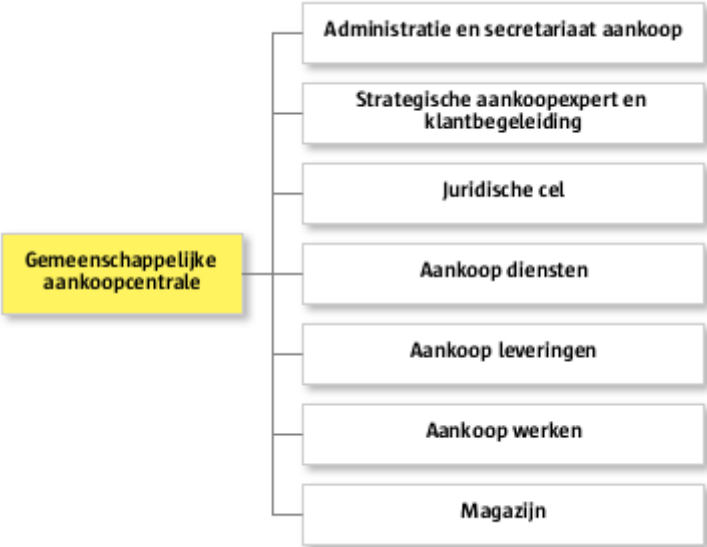 Administratie en secretariaat aankoop
Strategische aankoopexpert en
klantbegeleiding
Juridische cel
Gemeenschappelijke
aankoopcentrale
Aankoop diensten
Aankoop leveringen
Aankoop werken
Magazijn